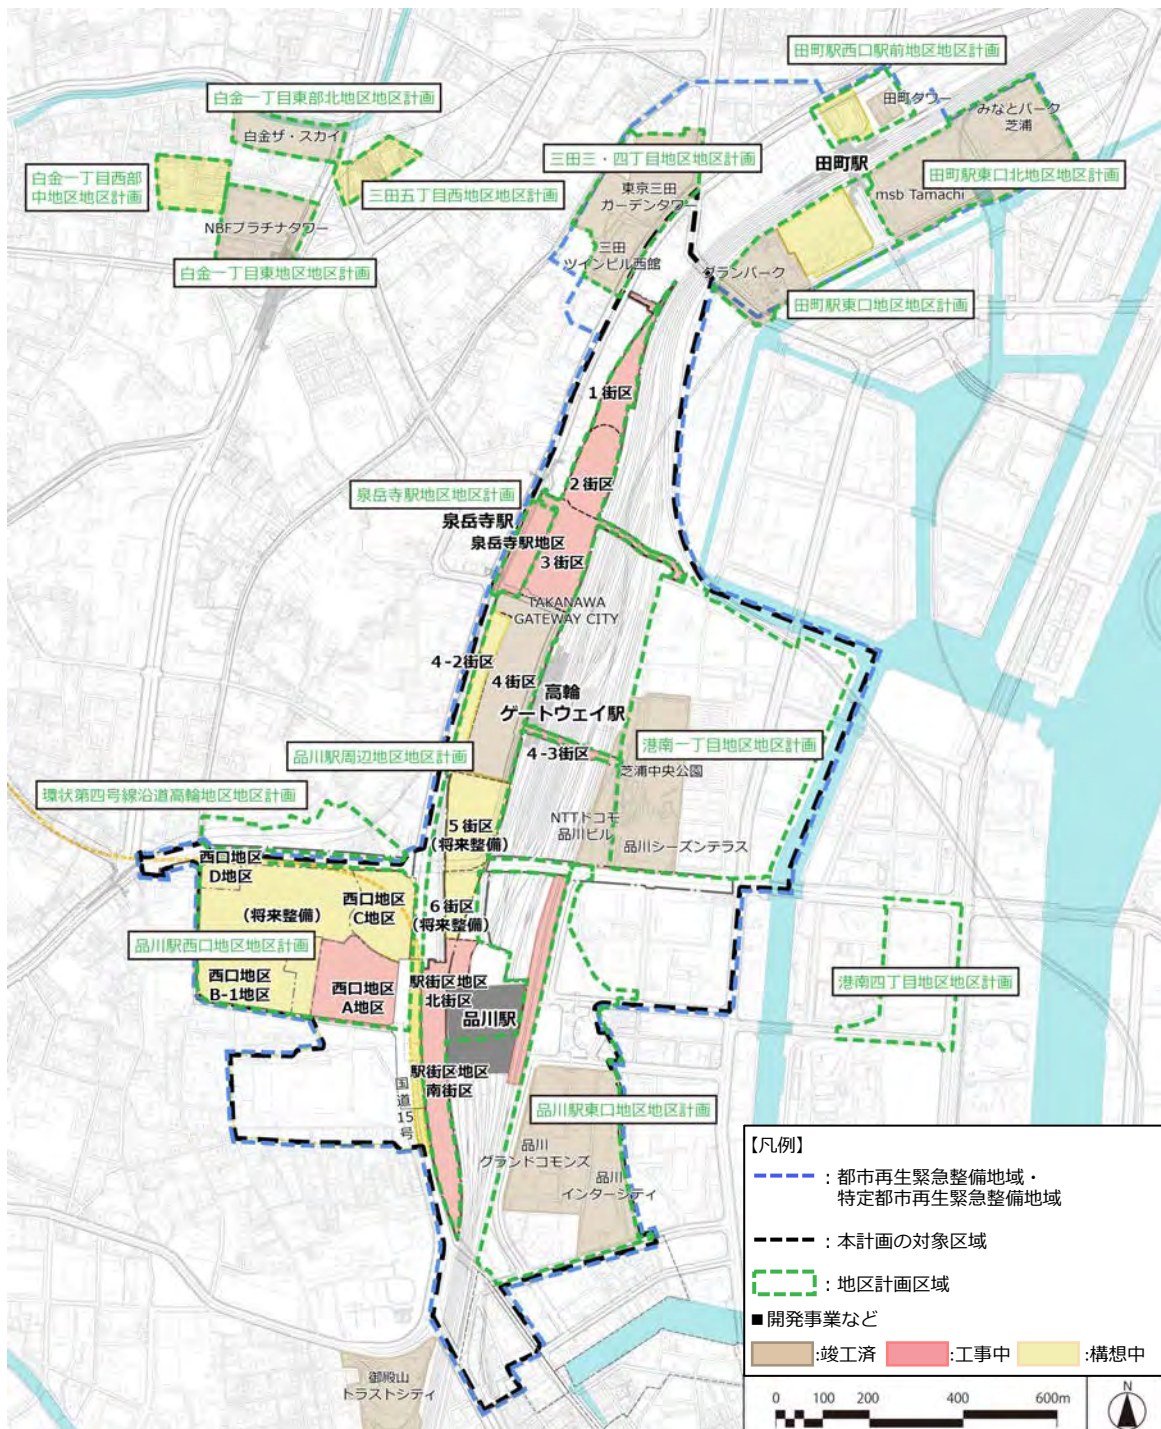 田町駅西口駅前地区地区計画
白金一丁目東部北地区地区計画
田町タワー
みなとパーク
芝浦
白金ザ・スカイ
三田三・四丁目地区地区計画
田町駅
白金一丁目西部
中地区地区計画
三田五丁目西地区地区計画
東京三田
ガーデンタワー
田町駅東口北地区地区計画
msb Tamachi
NBFプラチナタワー
三田
ツインビル西館
白金一丁目東地区地区計画
グランパーク
田町駅東口地区地区計画
1街区
2街区
泉岳寺駅地区地区計画
泉岳寺駅
泉岳寺駅地区
3街区
TAKANAWA
GATEWAY CITY
4-2街区
4街区
高輪
ゲートウェイ駅
品川駅周辺地区地区計画
4-3街区
港南一丁目地区地区計画
芝浦中央公園
環状第四号線沿道高輪地区地区計画
5街区
(将来整備)
NTTドコモ
品川ビル
品川シーズンテラス
西口地区
D地区
西口地区
C地区
(将来整備)
6街区
(将来整備)
品川駅西口地区地区計画
西口地区
B-1地区
西口地区
A地区
駅街区地区
北街区
品川駅
港南四丁目地区地区計画
駅街区地区
南街区
国道15号
品川駅東口地区地区計画
品川
グランドコモンズ
品川
インターシティ
御殿山
トラストシティ
【凡例】
:都市再生緊急整備地域・
特定都市再生緊急整備地域
:本計画の対象区域
:地区計画区域
■開発事業など
:竣工済
:工事中
:構想中
0 100 200 400 600m
N